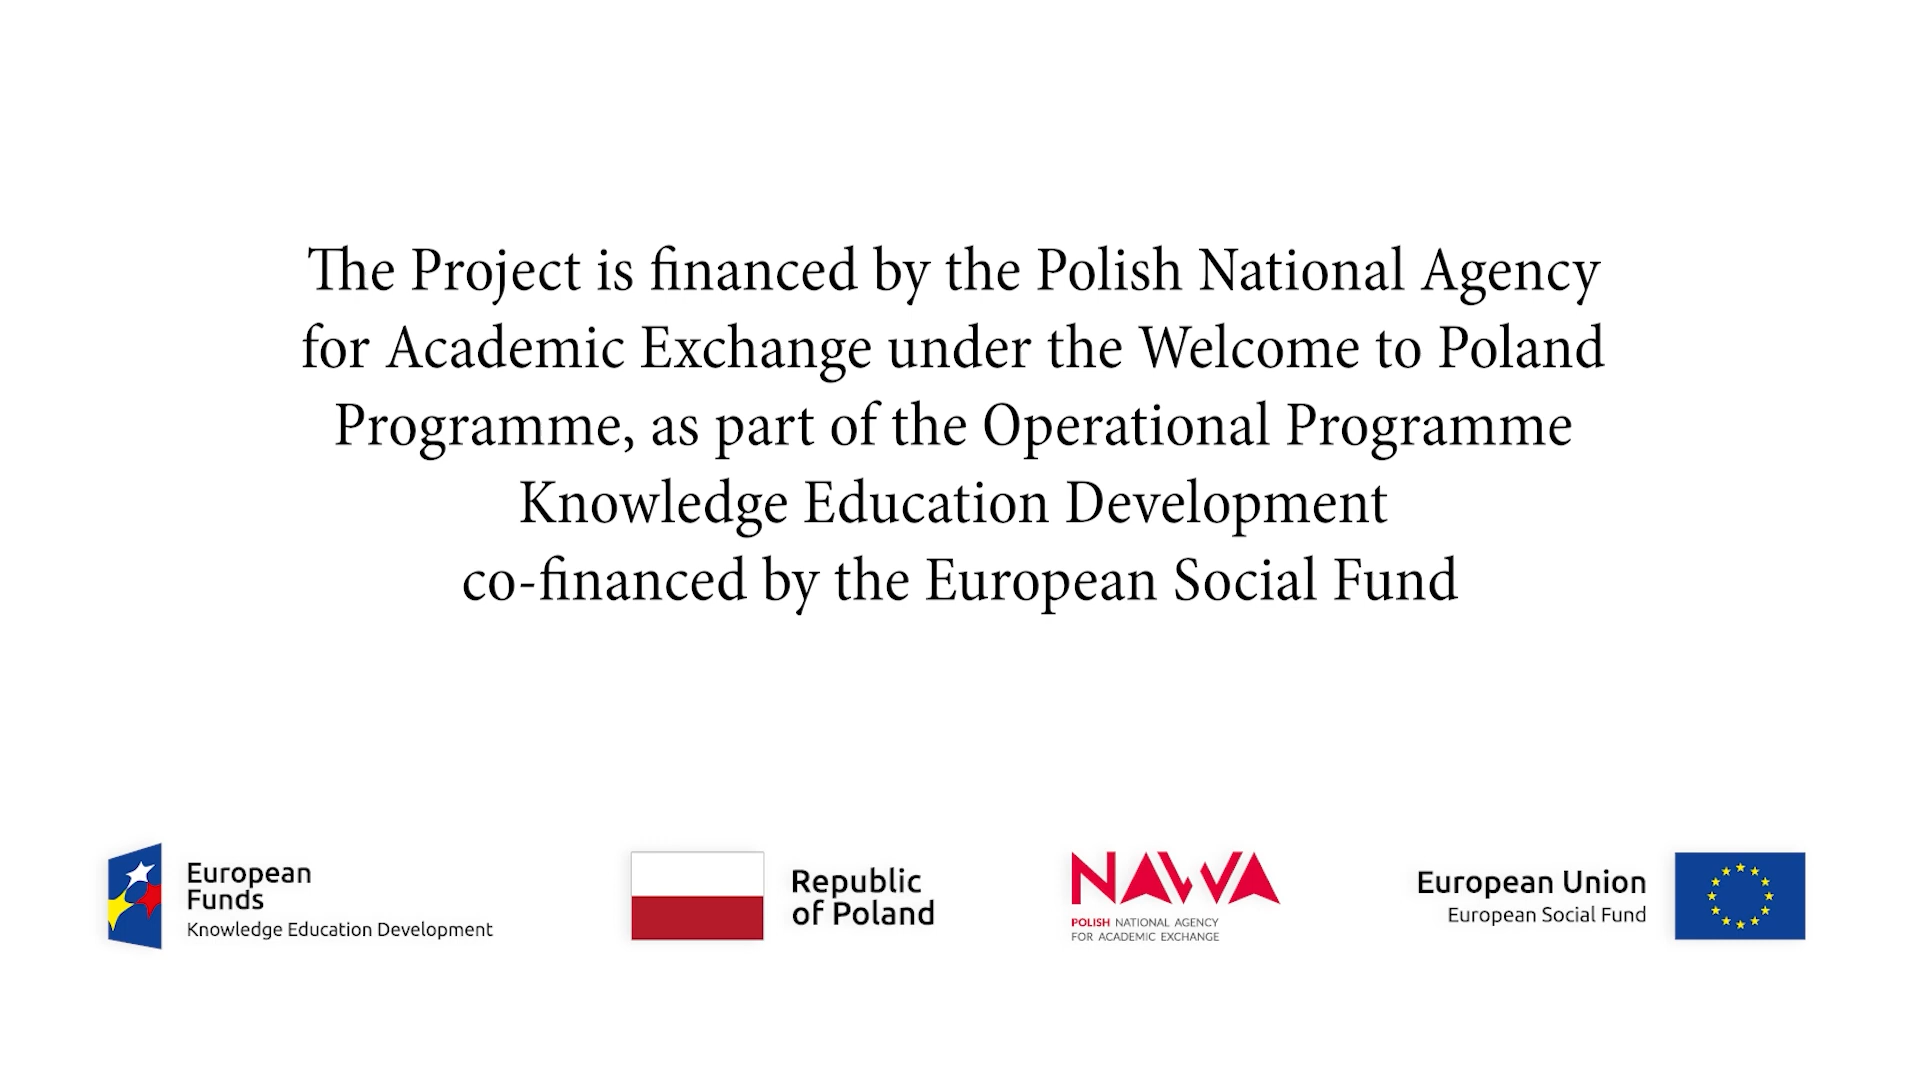 The Project is financed by the Polish National Agency
for Academic Exchange under the Welcome to Poland
Programme, as part of the Operational Programme
Knowledge Education Development
co-financed by the European Social Fund
European
Funds
Knowledge Education Development
Republic
of Poland
NAWA
POLISH NATIONAL AGENCY
FOR ACADEMIC EXCHANGE
European Union
European Social Fund